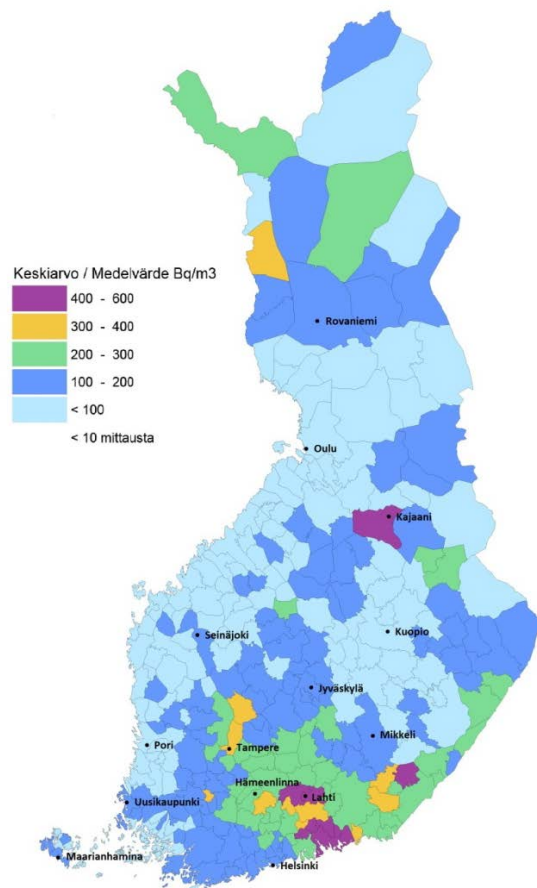 Keskiarvo / Medelvärde Bq/m3
400 - 600
300 - 400
200 - 300
100 - 200
< 100
< 10 mittausta
Rovaniemi
Oulu
Kajaani
Seinäjoki
Kuopio
Jyväskylä
Mikkeli
Pori
Tampere
Hämeenlinna
Lahti
Uusikaupunki
Maarianhamina
Helsinki